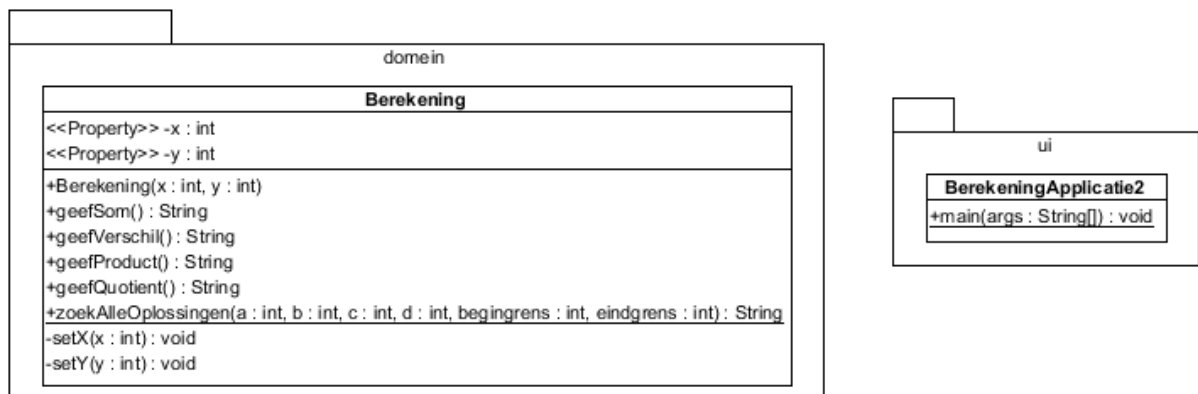 domein
Berekening
<<Property>> -x : int
<<Property>> -y : int
+Berekening(x : int, y : int)
+geefSom() : String
+geefVerschil() : String
+geefProduct() : String
+geefQuotient() : String
+zoekAlleOplossingen(a : int, b : int, c : int, d : int, begingrens : int, eindgrens : int) : String
-setX(x : int) : void
-setY(y : int) : void
ui
BerekeningApplicatie2
+main(args : String[]) : void